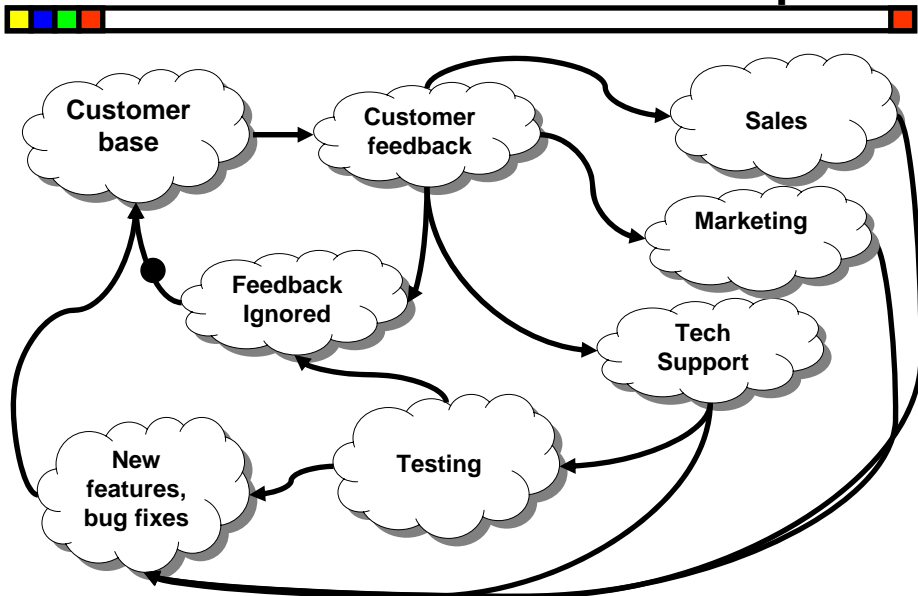 Customer
base
Customer
feedback
Sales
Marketing
Feedback
Ignored
Tech
Support
Testing
New
features,
bug fixes